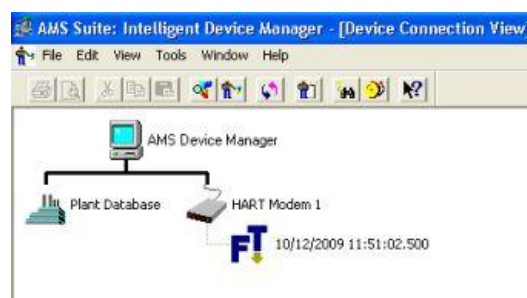 AMS Suite: Intelligent Device Manager - [Device Connection View
File Edit View Tools Window Help
AMS Device Manager
Plant Database
HART Modem 1
FT
10/12/2009 11:51:02.500